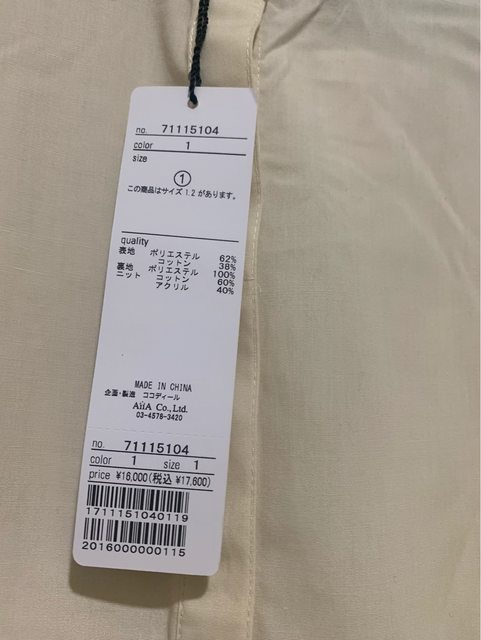 no. 71115104
color 1
size
①
この商品はサイズ1.2があります。
quality
表地 ポリエステル 62%
コットン 38%
裏地 ポリエステル 100%
ニット コットン 60%
アクリル 40%
MADE IN CHINA
企画・製造 ココディール
AïiA Co.,Ltd.
03-4578-3420
no. 71115104
color 1 size 1
price ¥16,000(税込 ¥17,600)
1711151040119
2016000000115